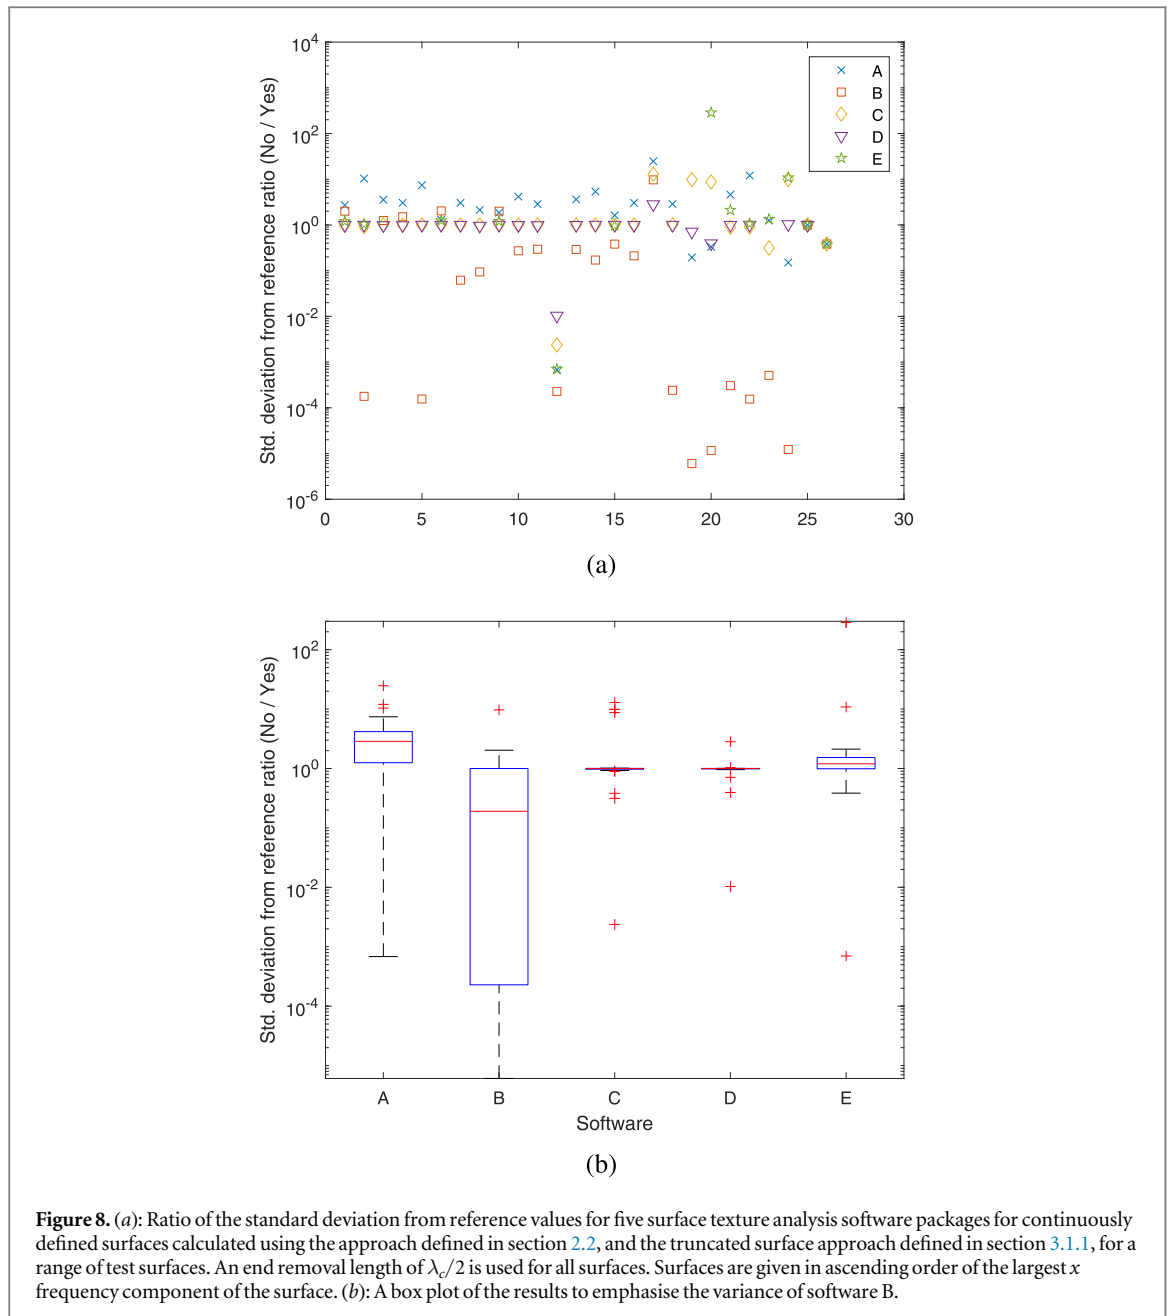 10^4
10^2
10^0
10^-2
10^-4
10^-6
Std. deviation from reference ratio (No / Yes)
A
B
C
D
E
0 5 10 15 20 25 30
(a)
10^2
10^0
10^-2
10^-4
Std. deviation from reference ratio (No / Yes)
A B C D E
Software
(b)
Figure 8. (a): Ratio of the standard deviation from reference values for five surface texture analysis software packages for continuously
defined surfaces calculated using the approach defined in section 2.2, and the truncated surface approach defined in section 3.1.1, for a
range of test surfaces. An end removal length of λc/2 is used for all surfaces. Surfaces are given in ascending order of the largest x
frequency component of the surface. (b): A box plot of the results to emphasise the variance of software B.